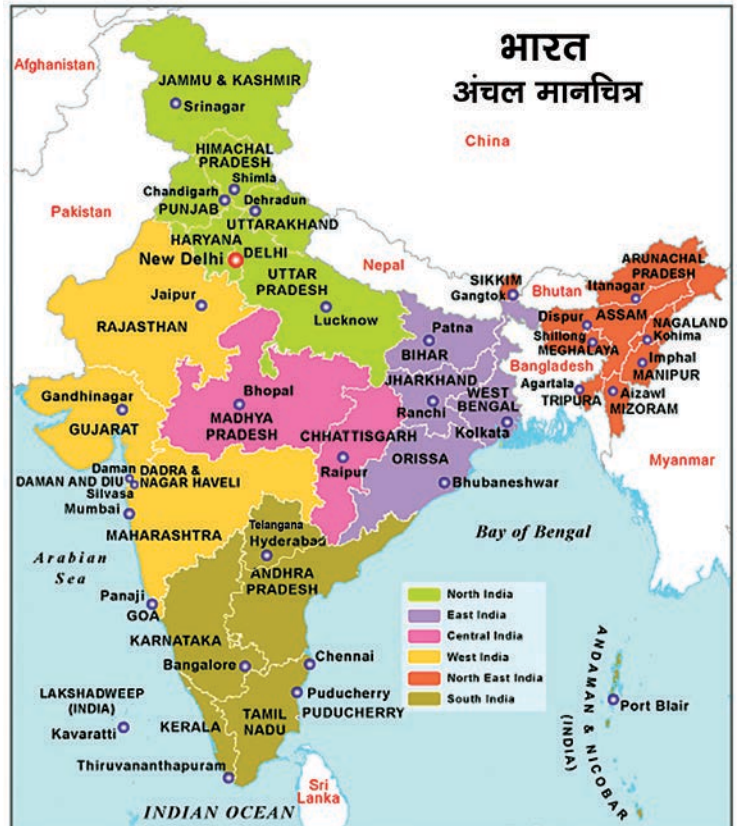 भारत
अंचल मानचित्र
Afghanistan
JAMMU & KASHMIR
Srinagar
China
HIMACHAL
PRADESH
Shimla
Chandigarh
PUNJAB
Dehradun
UTTARAKHAND
Pakistan
HARYANA
New Delhi
DELHI
Nepal
UTTAR
PRADESH
Lucknow
Jaipur
RAJASTHAN
SIKKIM
Gangtok
Bhutan
ARUNACHAL
PRADESH
Itanagar
Dispur
ASSAM
NAGALAND
Kohima
Shillong
MEGHALAYA
Imphal
MANIPUR
Bangladesh
Agartala
TRIPURA
Aizawl
MIZORAM
Patna
BIHAR
JHARKHAND
Ranchi
WEST
BENGAL
Kolkata
Gandhinagar
GUJARAT
Bhopal
MADHYA
PRADESH
CHHATTISGARH
Raipur
ORISSA
Bhubaneshwar
Myanmar
Daman
DAMAN AND DIU
DADRA &
NAGAR HAVELI
Silvasa
Mumbai
MAHARASHTRA
Telangana
Hyderabad
ANDHRA
PRADESH
Arabian
Sea
Bay of Bengal
Panaji
GOA
KARNATAKA
Bangalore
Chennai
Puducherry
PUDUCHERRY
TAMIL
NADU
KERALA
LAKSHADWEEP
(INDIA)
Kavaratti
Thiruvananthapuram
INDIAN OCEAN
Sri
Lanka
North India
East India
Central India
West India
North East India
South India
ANDAMAN & NICOBAR
(INDIA)
Port Blair